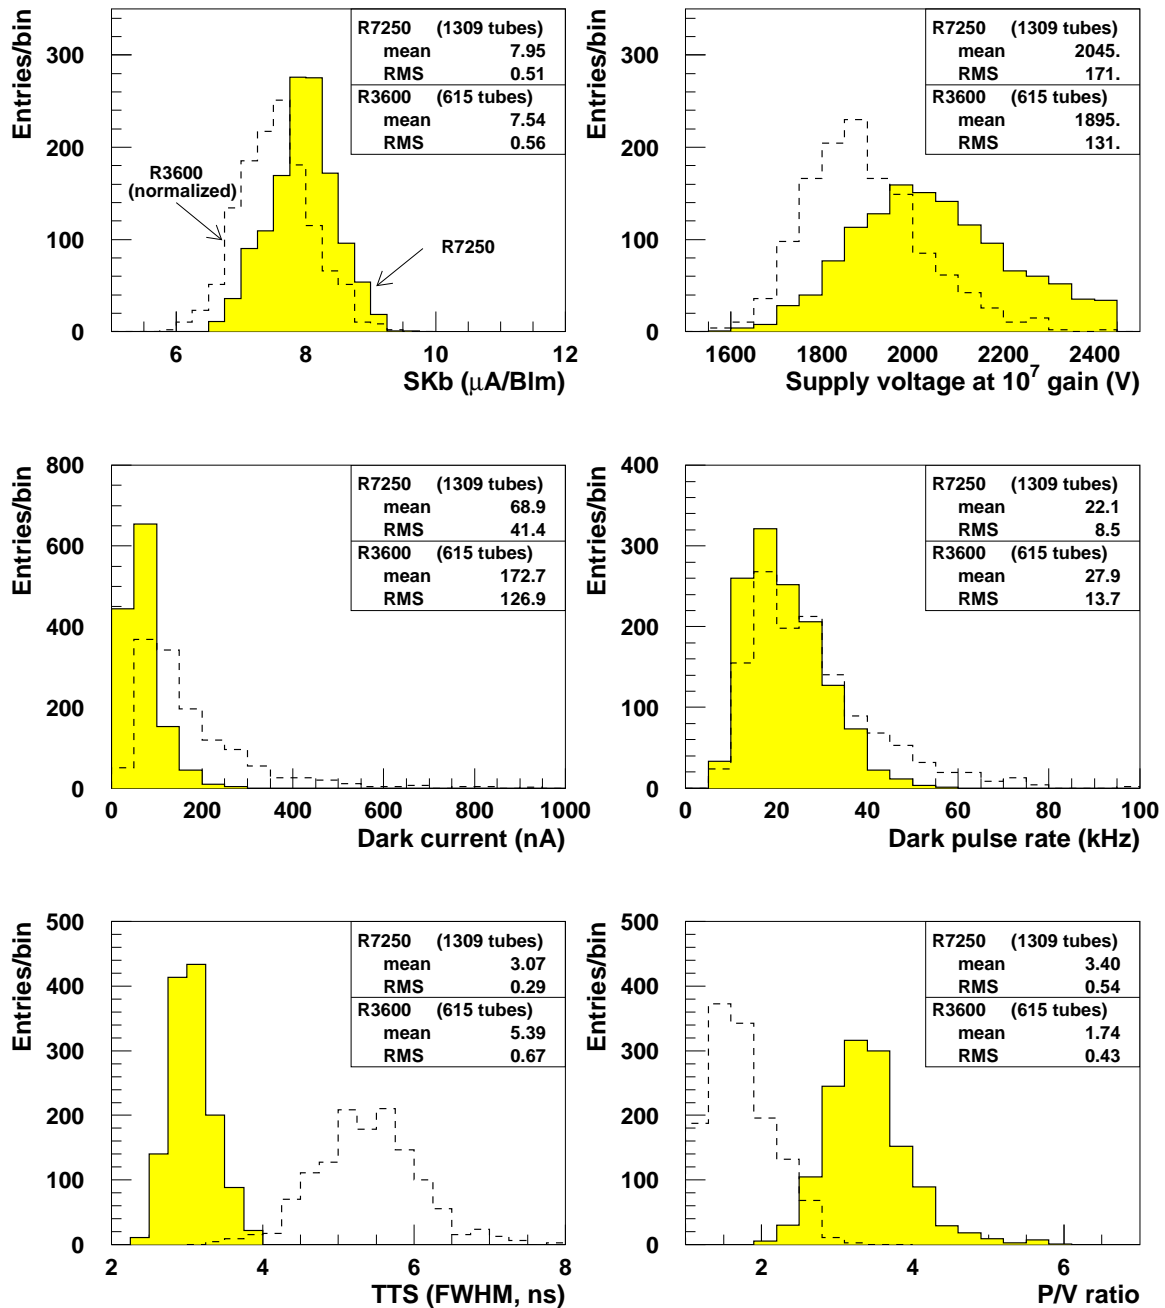 Entries/bin
300
200
100
0
6
8
10
12
SKb (μA/Blm)
R7250 (1309 tubes)
mean 7.95
RMS 0.51
R3600 (615 tubes)
mean 7.54
RMS 0.56
R3600
(normalized)
R7250
Entries/bin
300
200
100
0
1600
1800
2000
2200
2400
Supply voltage at 10⁷ gain (V)
R7250 (1309 tubes)
mean 2045.
RMS 171.
R3600 (615 tubes)
mean 1895.
RMS 131.
Entries/bin
800
600
400
200
0
0
200
400
600
800
1000
Dark current (nA)
R7250 (1309 tubes)
mean 68.9
RMS 41.4
R3600 (615 tubes)
mean 172.7
RMS 126.9
Entries/bin
400
300
200
100
0
0
20
40
60
80
100
Dark pulse rate (kHz)
R7250 (1309 tubes)
mean 22.1
RMS 8.5
R3600 (615 tubes)
mean 27.9
RMS 13.7
Entries/bin
500
400
300
200
100
0
2
4
6
8
TTS (FWHM, ns)
R7250 (1309 tubes)
mean 3.07
RMS 0.29
R3600 (615 tubes)
mean 5.39
RMS 0.67
Entries/bin
500
400
300
200
100
0
2
4
6
P/V ratio
R7250 (1309 tubes)
mean 3.40
RMS 0.54
R3600 (615 tubes)
mean 1.74
RMS 0.43